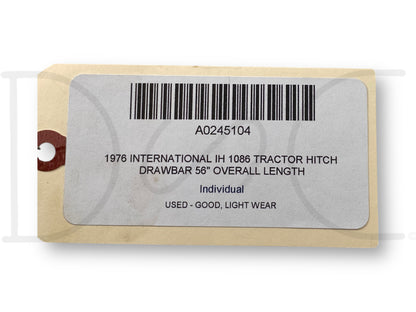 A0245104
1976 INTERNATIONAL IH 1086 TRACTOR HITCH
DRAWBAR 56" OVERALL LENGTH
Individual
USED - GOOD, LIGHT WEAR